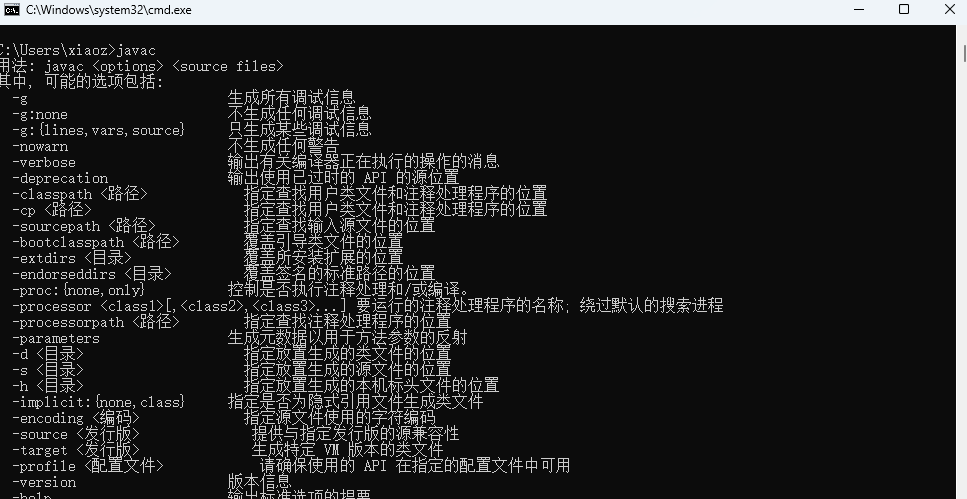 C:\Windows\system32\cmd.exe
C:\Users\xiaoz>javac
用法: javac <options> <source files>
其中, 可能的选项包括:
-g 生成所有调试信息
-g:none 不生成任何调试信息
-g:{lines,vars,source} 只生成某些调试信息
-nowarn 不生成任何警告
-verbose 输出有关编译器正在执行的操作的消息
-deprecation 输出使用已过时的 API 的源位置
-classpath <路径> 指定查找用户类文件和注释处理程序的位置
-cp <路径> 指定查找用户类文件和注释处理程序的位置
-sourcepath <路径> 指定查找输入源文件的位置
-bootclasspath <路径> 覆盖引导类文件的位置
-extdirs <目录> 覆盖所安装扩展的位置
-endorseddirs <目录> 覆盖签名的标准路径的位置
-proc:{none,only} 控制是否执行注释处理和/或编译。
-processor <class1>[,<class2>,<class3>...] 要运行的注释处理程序的名称; 绕过默认的搜索进程
-processorpath <路径> 指定查找注释处理程序的位置
-parameters 生成元数据以用于方法参数的反射
-d <目录> 指定放置生成的类文件的位置
-s <目录> 指定放置生成的源文件的位置
-h <目录> 指定放置生成的本机标头文件的位置
-implicit:{none,class} 指定是否为隐式引用文件生成类文件
-encoding <编码> 指定源文件使用的字符编码
-source <发行版> 提供与指定发行版的源兼容性
-target <发行版> 生成特定 VM 版本的类文件
-profile <配置文件> 请确保使用的 API 在指定的配置文件中可用
-version 版本信息
-help 输出标准选项的提要